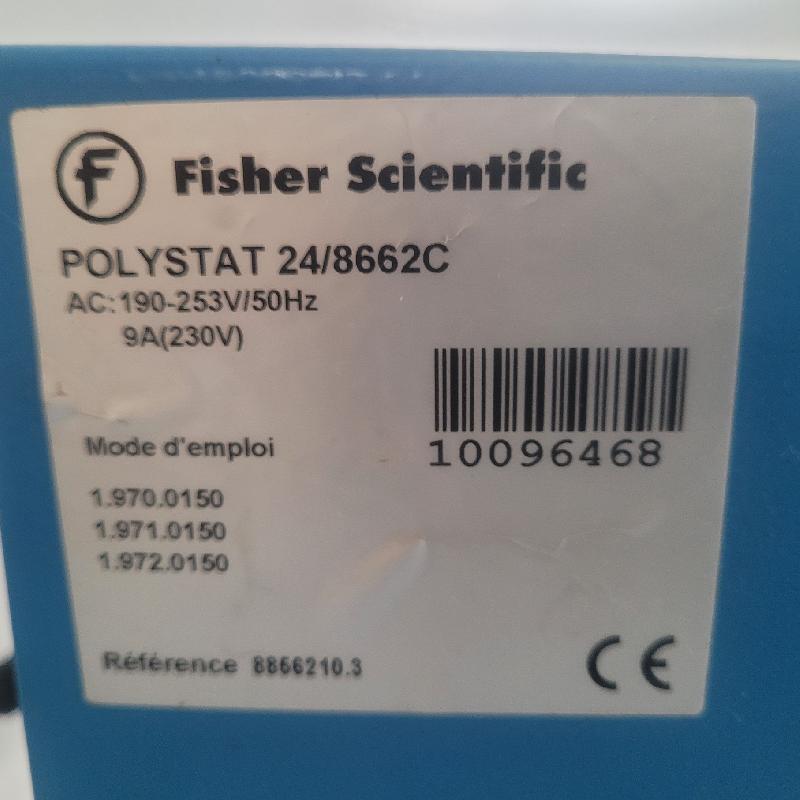 F Fisher Scientific
POLYSTAT 24/8662C
AC:190-253V/50Hz
9A(230V)
10096468
Mode d'emploi
1.970.0150
1.971.0150
1.972.0150
Référence 8866210.3
CE